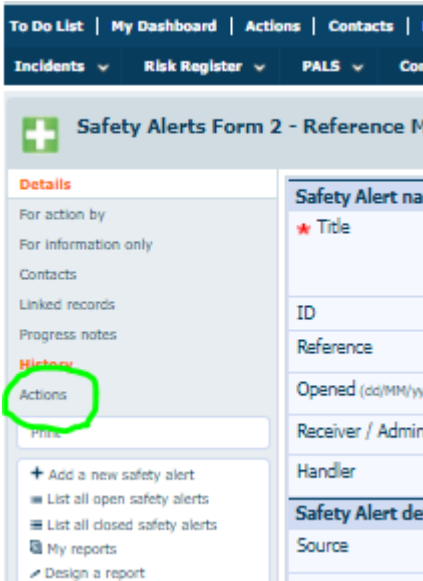 To Do List | My Dashboard | Actions | Contacts |
Incidents Risk Register PALS Co
Safety Alerts Form 2 - Reference M
Details
For action by
For information only
Contacts
Linked records
Progress notes
History
Actions
Print
+ Add a new safety alert
List all open safety alerts
List all closed safety alerts
My reports
Design a report
Safety Alert na
★ Title
ID
Reference
Opened (dd/MM/yy
Receiver / Admin
Handler
Safety Alert de
Source